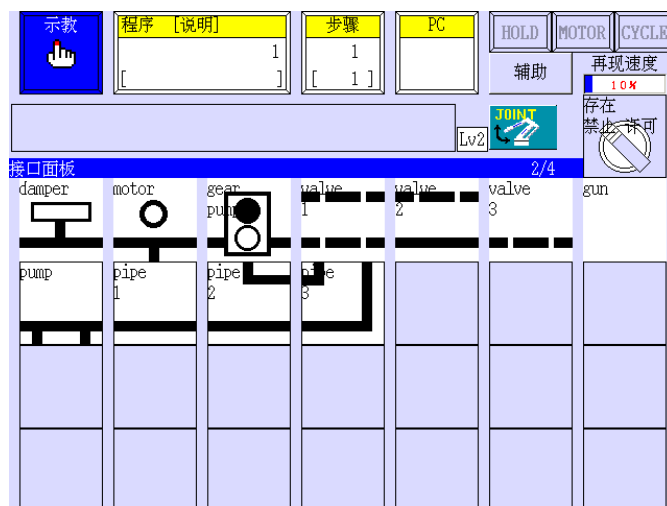 示教
程序 [说明]
1
[ ]
步骤
1
[ 1 ]
PC
HOLD
MOTOR
CYCLE
辅助
再现速度
10%
Lv2
JOINT
存在
禁止 许可
接口面板
2/4
damper
motor
gear
pump
valve
1
valve
2
valve
3
gun
pump
pipe
1
pipe
2
pipe
3